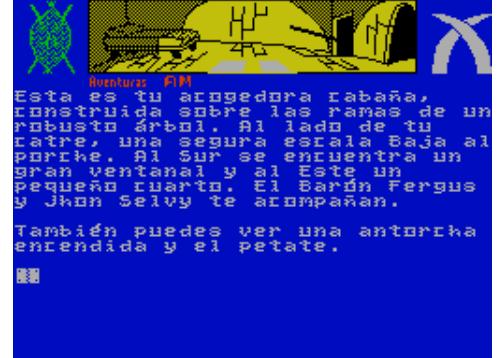 Aventuras AM
Esta es tu acogedora cabaña,
construida sobre las ramas de un
robusto árbol. Al lado de tu
catre, una segura escala Baja al
porche. Al Sur se encuentra un
gran ventanal y al Este un
pequeño cuarto. El Barón Fergus
y Jhon Selvy te acompañan.
También puedes ver una antorcha
encendida y el petate.